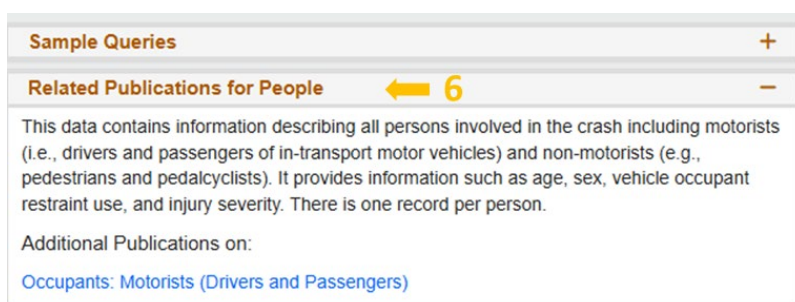 Sample Queries +
Related Publications for People 6 −
This data contains information describing all persons involved in the crash including motorists
(i.e., drivers and passengers of in-transport motor vehicles) and non-motorists (e.g.,
pedestrians and pedalcyclists). It provides information such as age, sex, vehicle occupant
restraint use, and injury severity. There is one record per person.
Additional Publications on:
Occupants: Motorists (Drivers and Passengers)